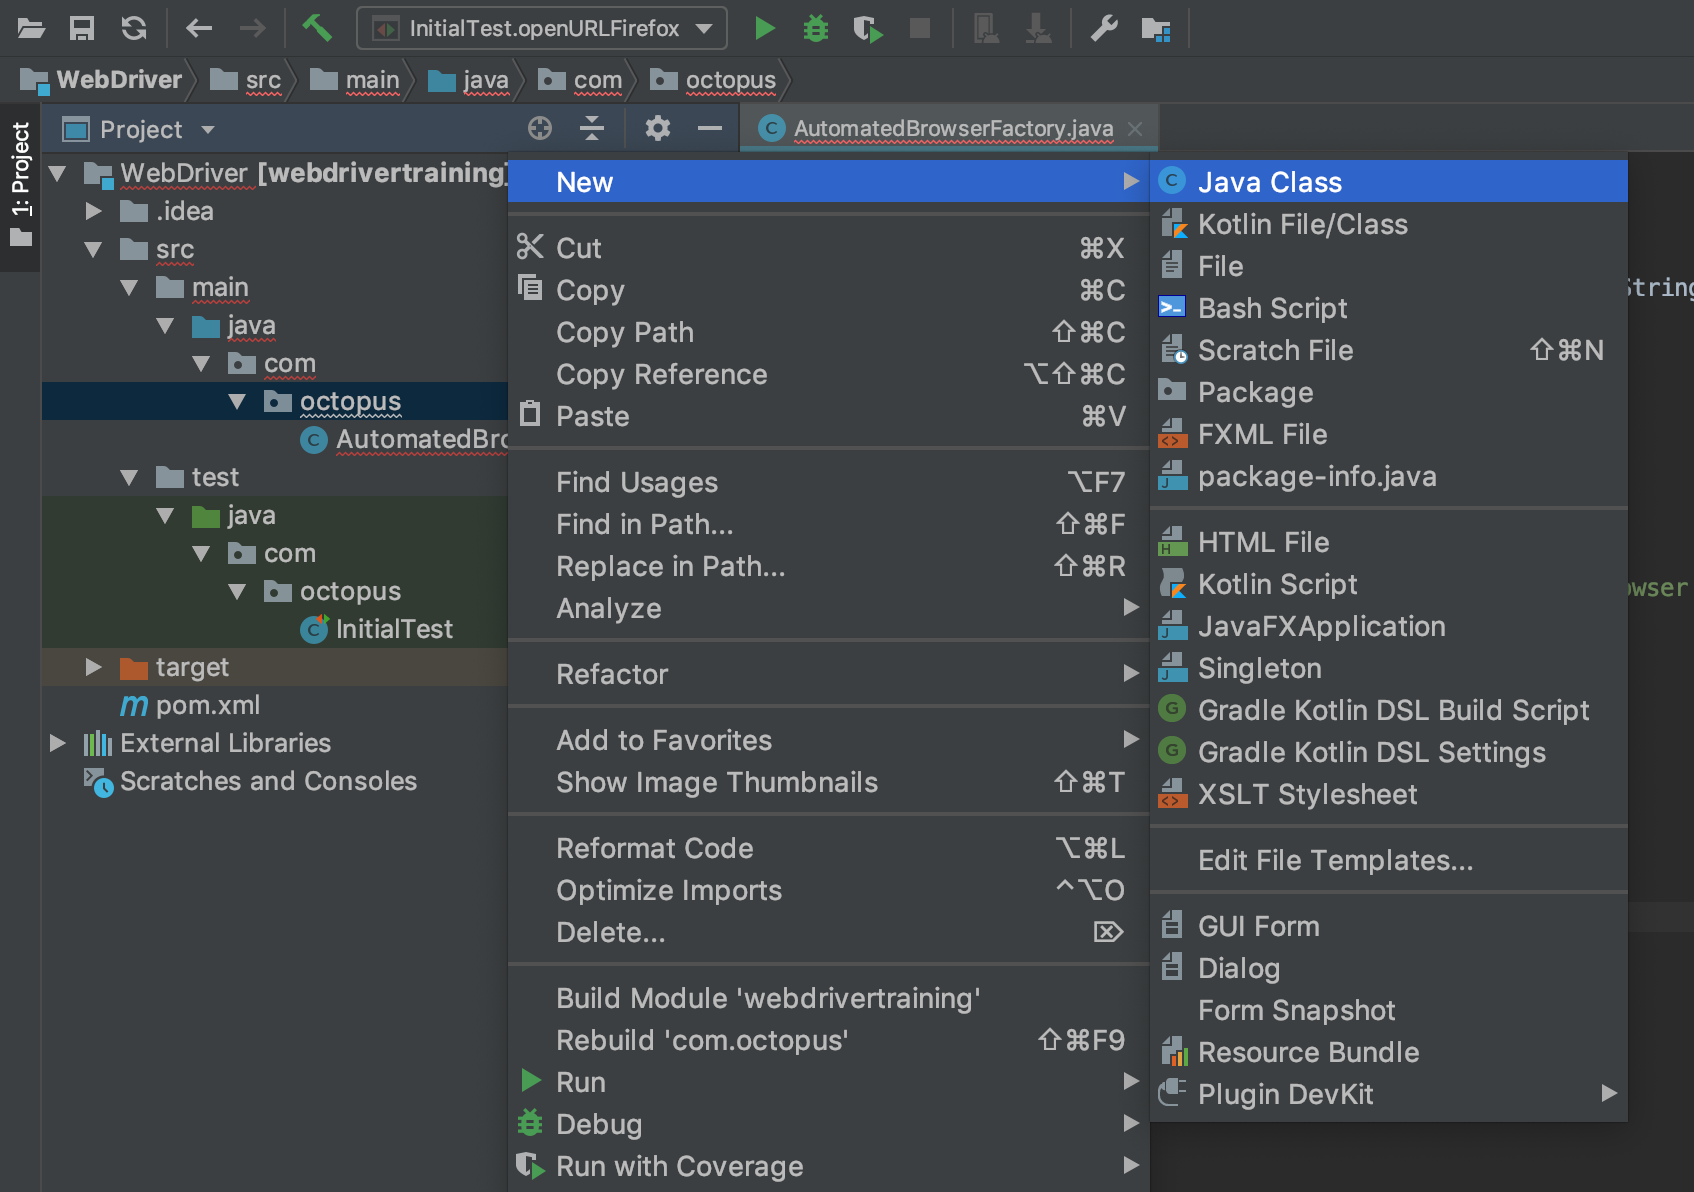 InitialTest.openURLFirefox
WebDriver src main java com octopus
1: Project
Project
AutomatedBrowserFactory.java
WebDriver [webdrivertraining]
.idea
src
main
java
com
octopus
AutomatedBro
test
java
com
octopus
InitialTest
target
pom.xml
External Libraries
Scratches and Consoles
New
Cut ⌘X
Copy ⌘C
Copy Path ⇧⌘C
Copy Reference ⌥⇧⌘C
Paste ⌘V
Find Usages ⌥F7
Find in Path... ⇧⌘F
Replace in Path... ⇧⌘R
Analyze
Refactor
Add to Favorites
Show Image Thumbnails ⇧⌘T
Reformat Code ⌥⌘L
Optimize Imports ^⌥O
Delete... ⌦
Build Module 'webdrivertraining'
Rebuild 'com.octopus' ⇧⌘F9
Run
Debug
Run with Coverage
Java Class
Kotlin File/Class
File
Bash Script
Scratch File ⇧⌘N
Package
FXML File
package-info.java
HTML File
Kotlin Script
JavaFXApplication
Singleton
Gradle Kotlin DSL Build Script
Gradle Kotlin DSL Settings
XSLT Stylesheet
Edit File Templates...
GUI Form
Dialog
Form Snapshot
Resource Bundle
Plugin DevKit
String
owser